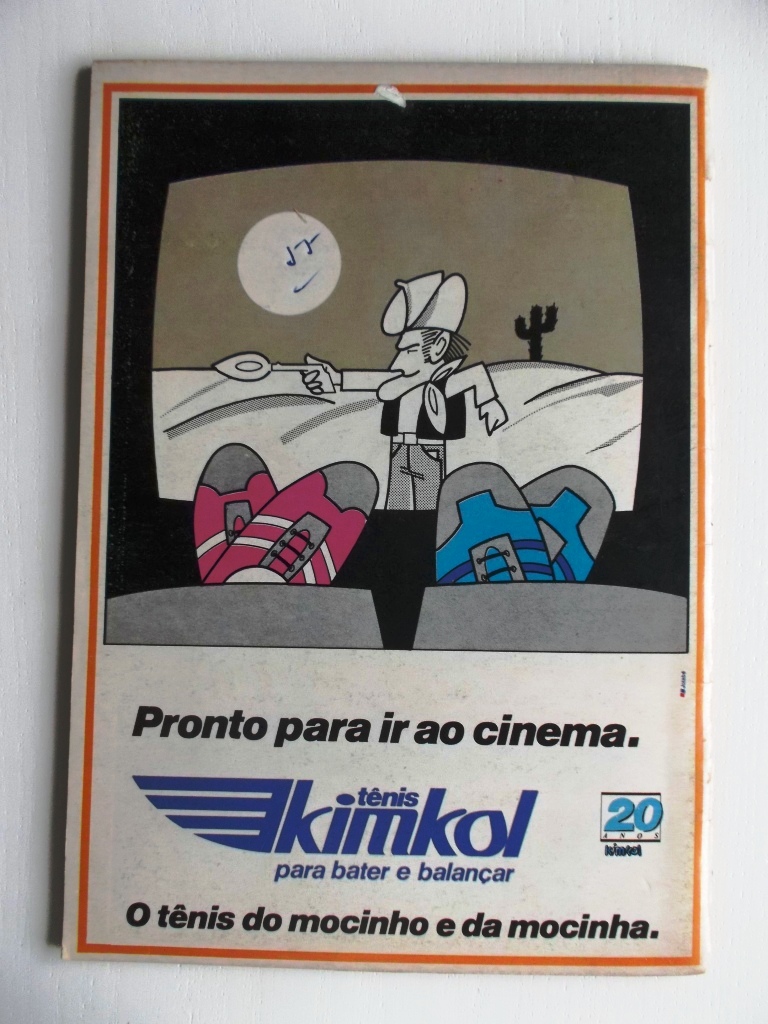 Pronto para ir ao cinema.
tênis
kimkol
para bater e balançar
20
ANOS
kimkol
O tênis do mocinho e da mocinha.